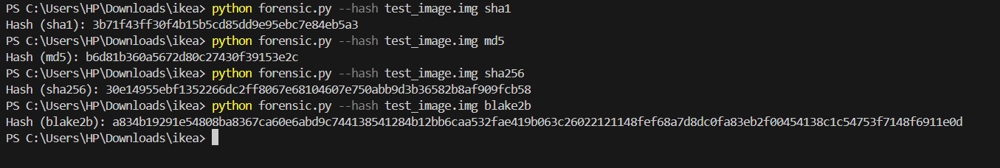 PS C:\Users\HP\Downloads\ikea> python forensic.py --hash test_image.img sha1
Hash (sha1): 3b71f43ff30f4b15b5cd85dd9e95ebc7e84eb5a3
PS C:\Users\HP\Downloads\ikea> python forensic.py --hash test_image.img md5
Hash (md5): b6d81b360a5672d80c27430f39153e2c
PS C:\Users\HP\Downloads\ikea> python forensic.py --hash test_image.img sha256
Hash (sha256): 30e14955ebf1352266dc2ff8067e68104607e750abb9d3b36582b8af909fcb58
PS C:\Users\HP\Downloads\ikea> python forensic.py --hash test_image.img blake2b
Hash (blake2b): a834b19291e54808ba8367ca60e6abd9c744138541284b12bb6caa532fae419b063c26022121148fef68a7d8dc0fa83eb2f00454138c1c54753f7148f6911e0d
PS C:\Users\HP\Downloads\ikea>